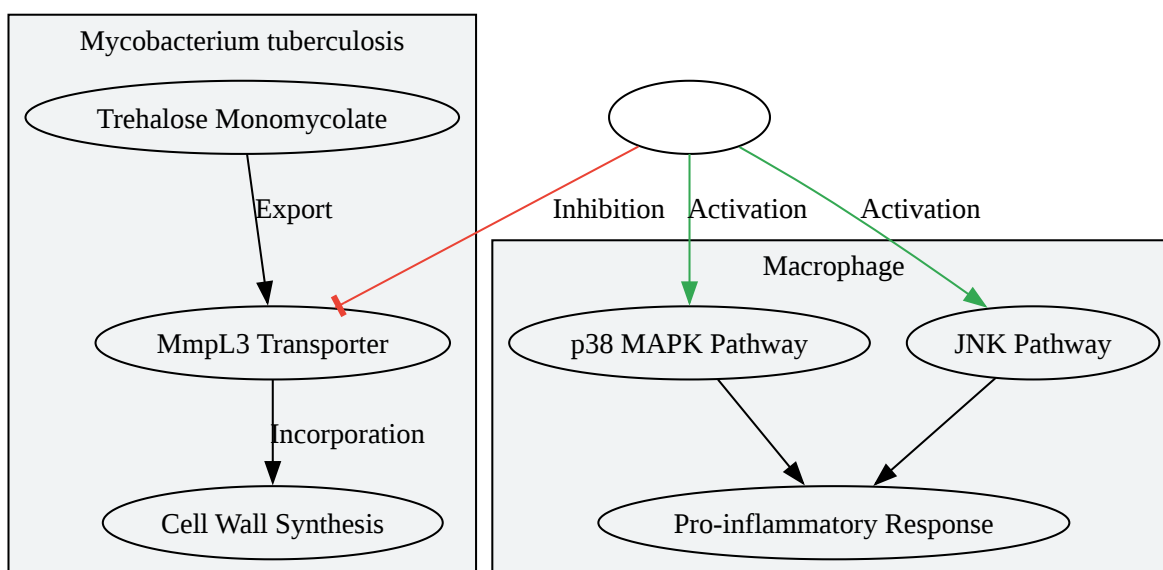 Mycobacterium tuberculosis
Trehalose Monomycolate
Export
Inhibition
Activation
Activation
Macrophage
MmpL3 Transporter
p38 MAPK Pathway
JNK Pathway
Incorporation
Cell Wall Synthesis
Pro-inflammatory Response